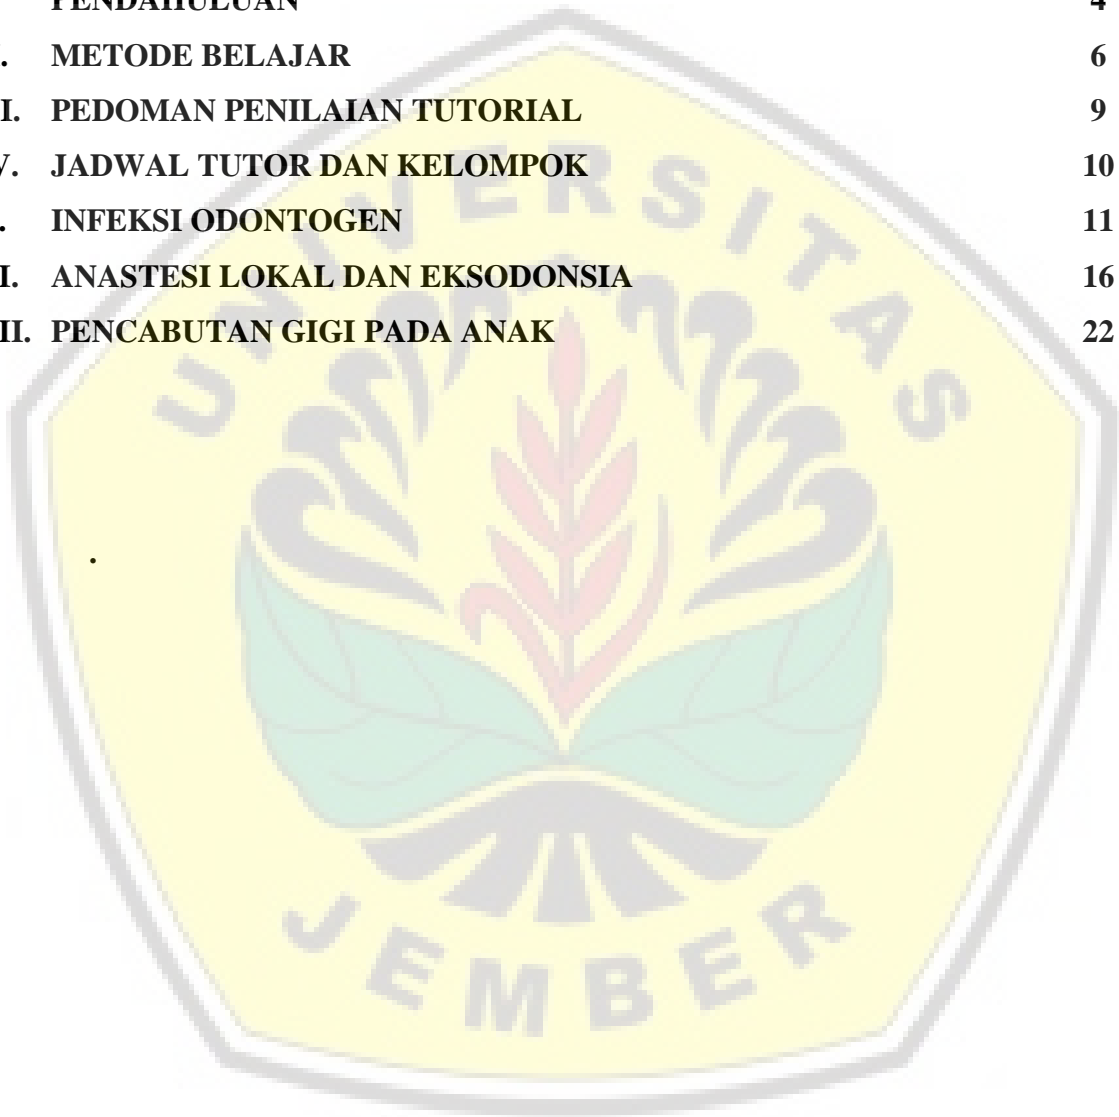 PENDAHULUAN 4
. METODE BELAJAR 6
I. PEDOMAN PENILAIAN TUTORIAL 9
V. JADWAL TUTOR DAN KELOMPOK 10
. INFEKSI ODONTOGEN 11
I. ANASTESI LOKAL DAN EKSODONSIA 16
II. PENCABUTAN GIGI PADA ANAK 22
.
UNIVERSITAS
JEMBER